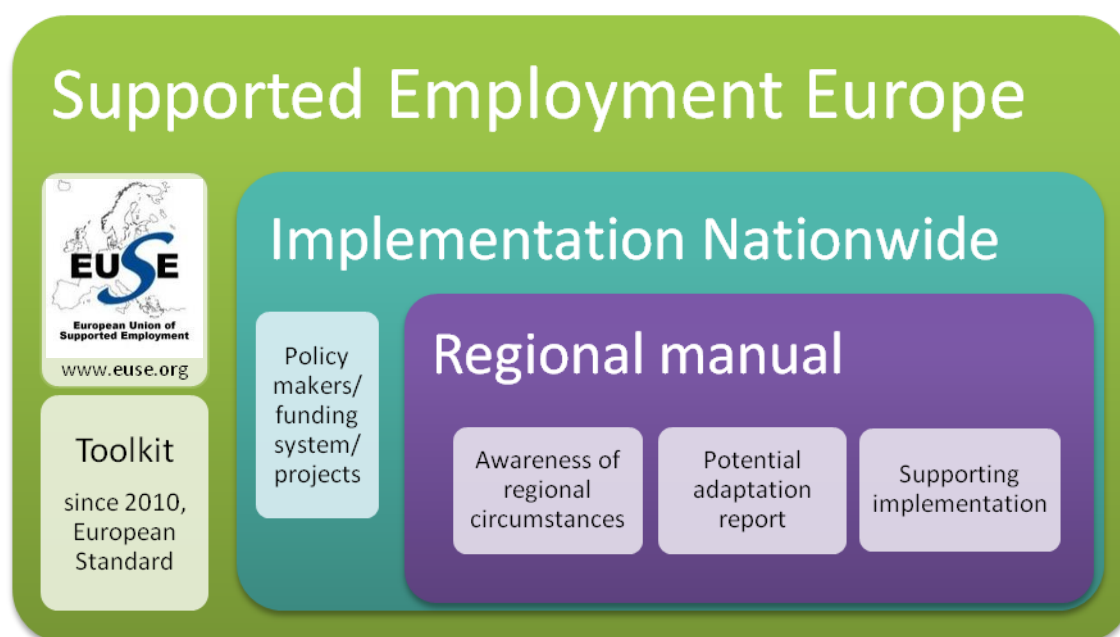 Supported Employment Europe
EUSE
European Union of
Supported Employment
www.euse.org
Toolkit
since 2010,
European
Standard
Implementation Nationwide
Policy
makers/
funding
system/
projects
Regional manual
Awareness of
regional
circumstances
Potential
adaptation
report
Supporting
implementation